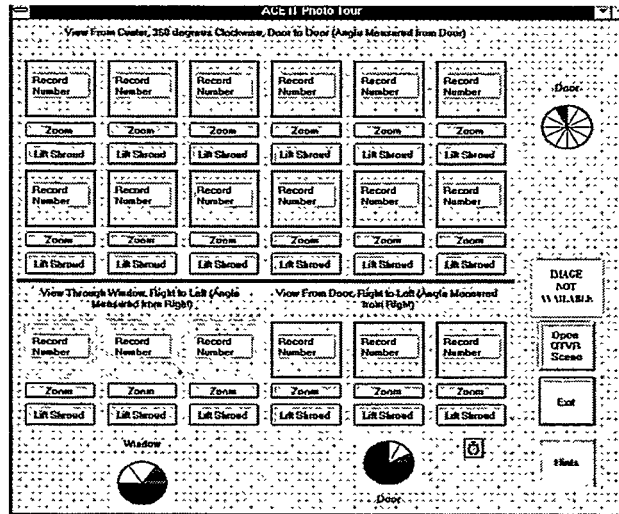 ACE IT Photo Tour
View From Center, 360 degrees Clockwise, Door to Door (Angle Measured from Door)
Record Number Record Number Record Number Record Number Record Number Record Number
Door
Zoom Zoom Zoom Zoom Zoom Zoom
Lift Shroud Lift Shroud Lift Shroud Lift Shroud Lift Shroud Lift Shroud
Record Number Record Number Record Number Record Number Record Number Record Number
Zoom Zoom Zoom Zoom Zoom Zoom
Lift Shroud Lift Shroud Lift Shroud Lift Shroud Lift Shroud Lift Shroud
IMAGE
NOT
AVAILABLE
View Through Window, Right to Left (Angle
Measured from Right)
View From Door, Right to Left (Angle Measured
from Right)
Record Number Record Number Record Number Record Number Record Number Record Number
Open
QTVR
Scene
Zoom Zoom Zoom Zoom Zoom Zoom
Lift Shroud Lift Shroud Lift Shroud Lift Shroud Lift Shroud Lift Shroud
Exit
Window
Door
Hints